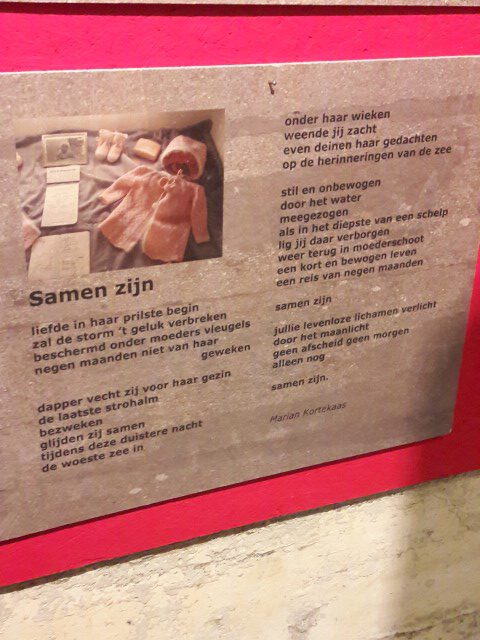 Samen zijn
liefde in haar prilste begin
zal de storm 't geluk verbreken
beschermd onder moeders vleugels
negen maanden niet van haar
geweken
dapper vecht zij voor haar gezin
de laatste strohalm
bezweken
glijden zij samen
tijdens deze duistere nacht
de woeste zee in
onder haar wieken
weende jij zacht
even deinen haar gedachten
op de herinneringen van de zee
stil en onbewogen
door het water
meegezogen
als in het diepste van een schelp
lig jij daar verborgen
weer terug in moederschoot
een kort en bewogen leven
een reis van negen maanden
samen zijn
jullie levenloze lichamen verlicht
door het maanlicht
geen afscheid geen morgen
alleen nog
samen zijn.
Marian Kortekaas